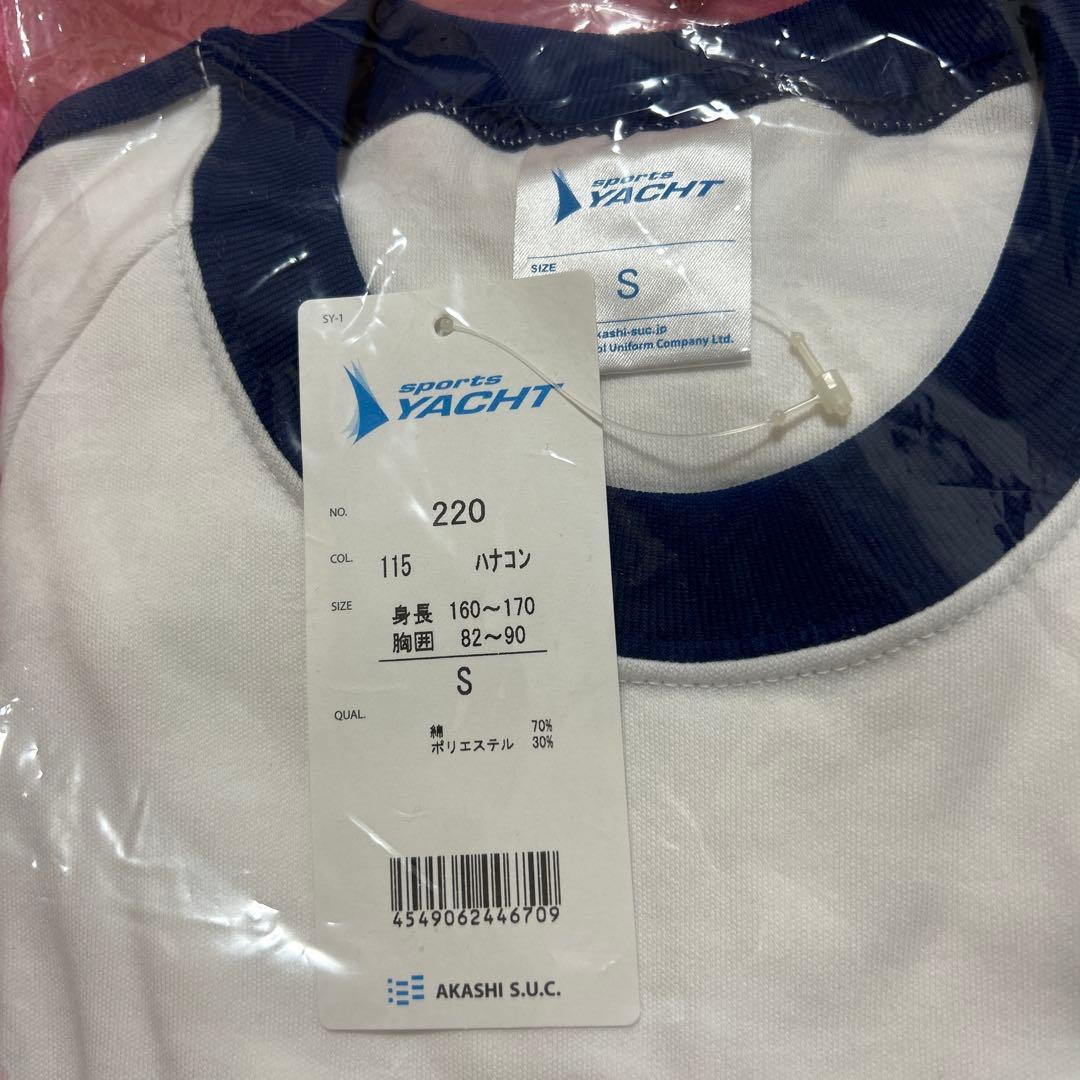 sports
YACHT
SIZE
S
kashi-suc.jp
ol Uniform Company Ltd.
SY-1
sports
YACHT
NO. 220
COL. 115 ハナコン
SIZE 身長 160〜170
胸囲 82〜90
S
QUAL.
綿 70%
ポリエステル 30%
4549062446709
AKASHI S.U.C.